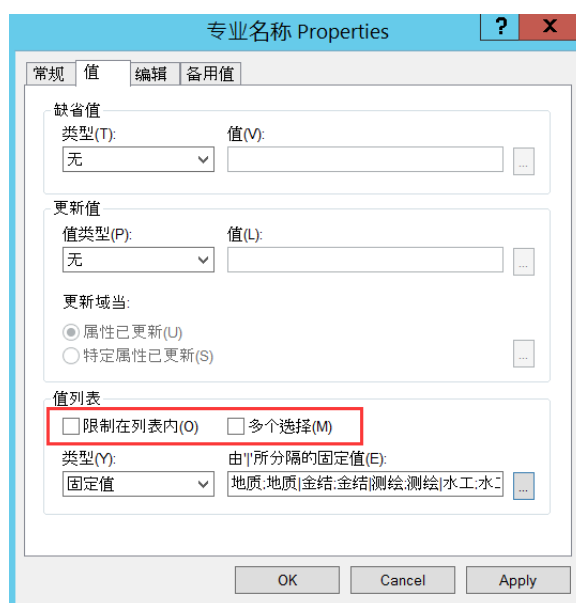 专业名称 Properties
? X
常规 值 编辑 备用值
缺省值
类型(T): 值(V):
无 ...
更新值
值类型(P): 值(L):
无 ...
更新域当:
属性已更新(U)
特定属性已更新(S) ...
值列表
限制在列表内(O) 多个选择(M)
类型(Y): 由'|'所分隔的固定值(E):
固定值 地质;地质|金结;金结|测绘;测绘|水工;水 ...
OK Cancel Apply